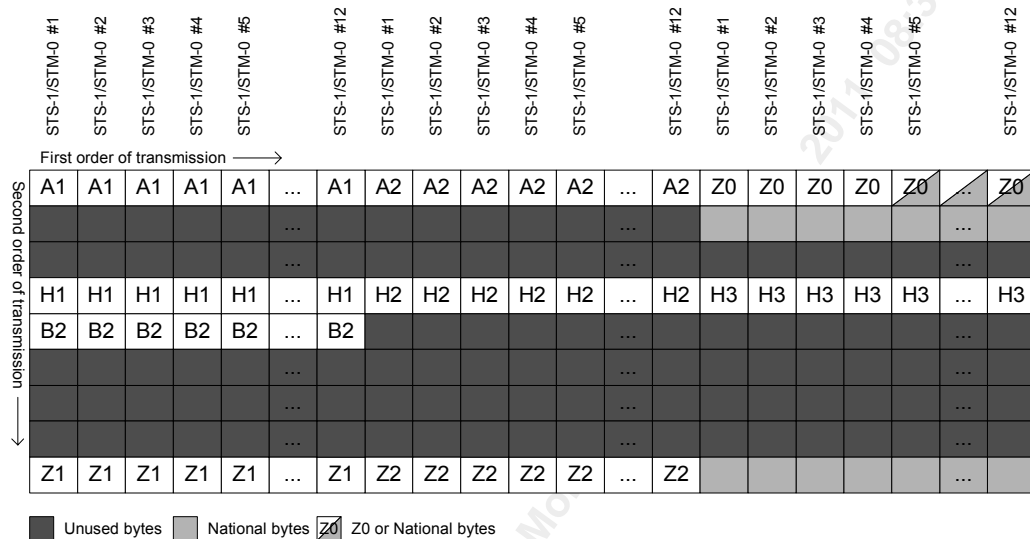 STS-1/STM-0 #1 STS-1/STM-0 #2 STS-1/STM-0 #3 STS-1/STM-0 #4 STS-1/STM-0 #5 STS-1/STM-0 #12 STS-1/STM-0 #1 STS-1/STM-0 #2 STS-1/STM-0 #3 STS-1/STM-0 #4 STS-1/STM-0 #5 STS-1/STM-0 #12 STS-1/STM-0 #1 STS-1/STM-0 #2 STS-1/STM-0 #3 STS-1/STM-0 #4 STS-1/STM-0 #5 STS-1/STM-0 #12
First order of transmission
Second order of transmission
A1 A1 A1 A1 A1 ... A1 A2 A2 A2 A2 A2 ... A2 Z0 Z0 Z0 Z0 Z0 ... Z0
... ... ...
... ... ...
H1 H1 H1 H1 H1 ... H1 H2 H2 H2 H2 H2 ... H2 H3 H3 H3 H3 H3 ... H3
B2 B2 B2 B2 B2 ... B2 ... ...
... ... ...
... ... ...
... ... ...
Z1 Z1 Z1 Z1 Z1 ... Z1 Z2 Z2 Z2 Z2 Z2 ... Z2 ...
Unused bytes National bytes Z0 Z0 or National bytes
2011 08:3
Mo